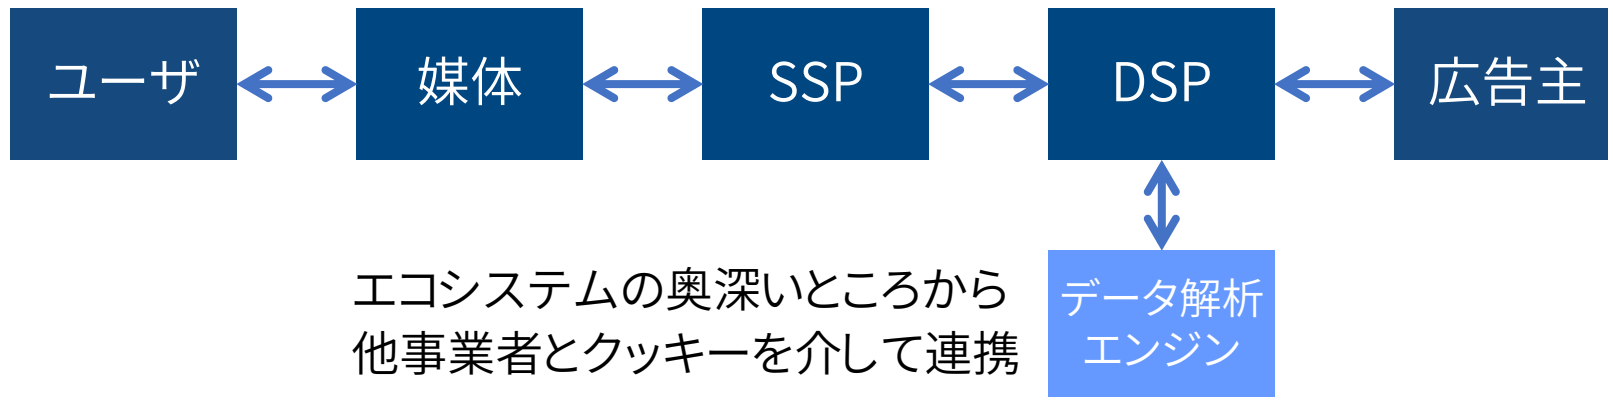 ユーザ
媒体
SSP
DSP
広告主
エコシステムの奥深いところから
他事業者とクッキーを介して連携
データ解析
エンジン